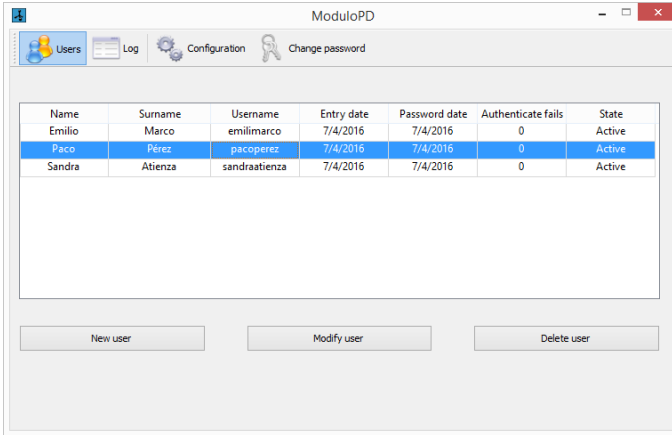 ModuloPD
Users Log Configuration Change password
Name Surname Username Entry date Password date Authenticate fails State
Emilio Marco emilimarco 7/4/2016 7/4/2016 0 Active
Paco Pérez pacoperez 7/4/2016 7/4/2016 0 Active
Sandra Atienza sandraatienza 7/4/2016 7/4/2016 0 Active
New user Modify user Delete user